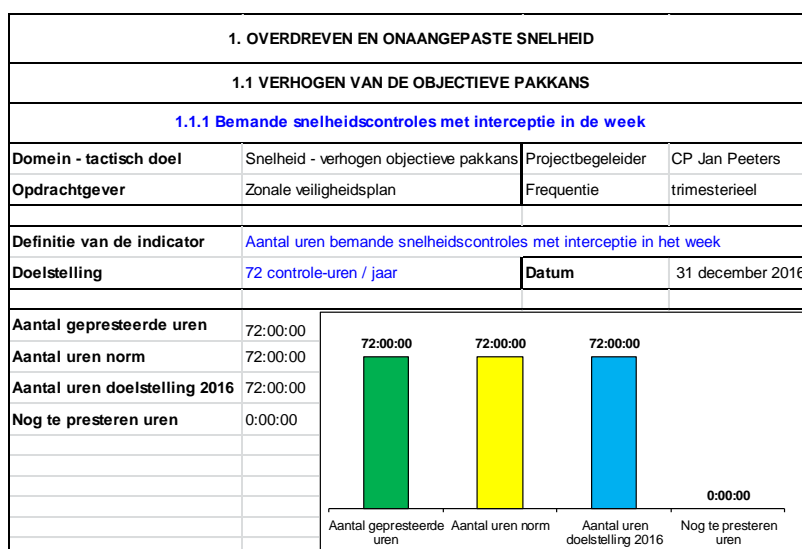 1. OVERDREVEN EN ONAANGEPASTE SNELHEID
1.1 VERHOGEN VAN DE OBJECTIEVE PAKKANS
1.1.1 Bemande snelheidscontroles met interceptie in de week
Domein - tactisch doel Snelheid - verhogen objectieve pakkans Projectbegeleider CP Jan Peeters
Opdrachtgever Zonale veiligheidsplan Frequentie trimesterieel
Definitie van de indicator Aantal uren bemande snelheidscontroles met interceptie in het week
Doelstelling 72 controle-uren / jaar Datum 31 december 2016
Aantal gepresteerde uren 72:00:00
Aantal uren norm 72:00:00
Aantal uren doelstelling 2016 72:00:00
Nog te presteren uren 0:00:00
72:00:00 72:00:00 72:00:00 0:00:00
Aantal gepresteerde uren
Aantal uren norm
Aantal uren doelstelling 2016
Nog te presteren uren